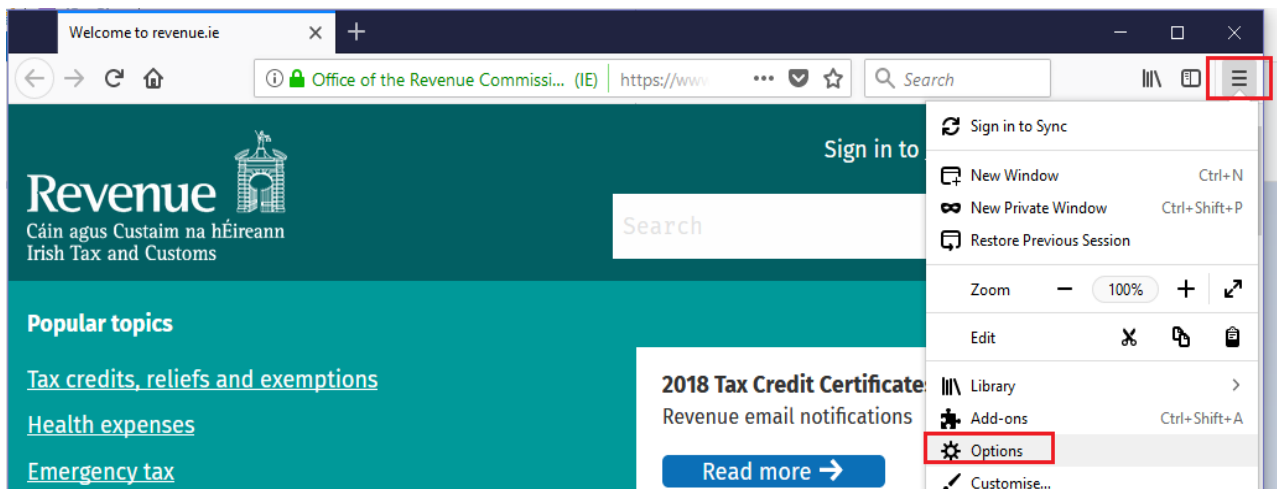 Welcome to revenue.ie
Office of the Revenue Commissi... (IE) https://www
Search
Sign in to
Revenue
Cáin agus Custaim na hÉireann
Irish Tax and Customs
Search
Popular topics
Tax credits, reliefs and exemptions
Health expenses
Emergency tax
2018 Tax Credit Certificate
Revenue email notifications
Read more
Sign in to Sync
New Window Ctrl+N
New Private Window Ctrl+Shift+P
Restore Previous Session
Zoom 100%
Edit
Library
Add-ons Ctrl+Shift+A
Options
Customise...